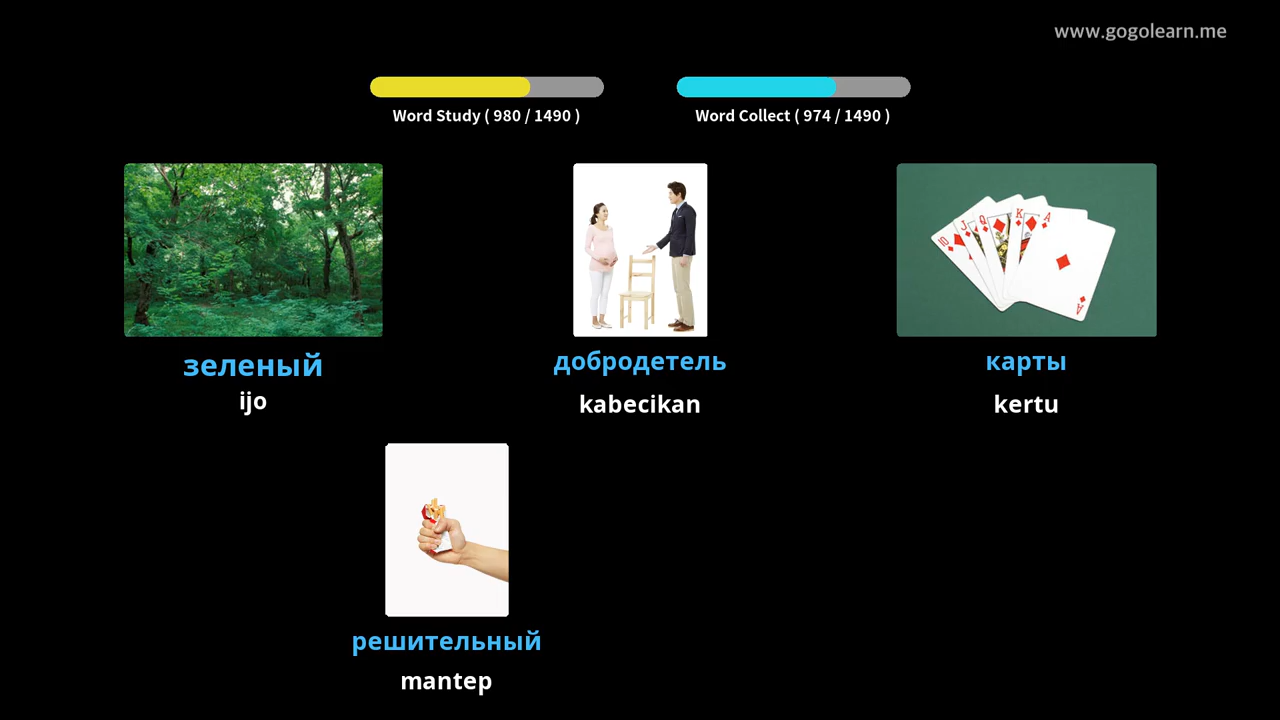 www.gogolearn.me
Word Study ( 980 / 1490 )
Word Collect ( 974 / 1490 )
зеленый
ijo
добродетель
kabecikan
карты
kertu
решительный
mantep